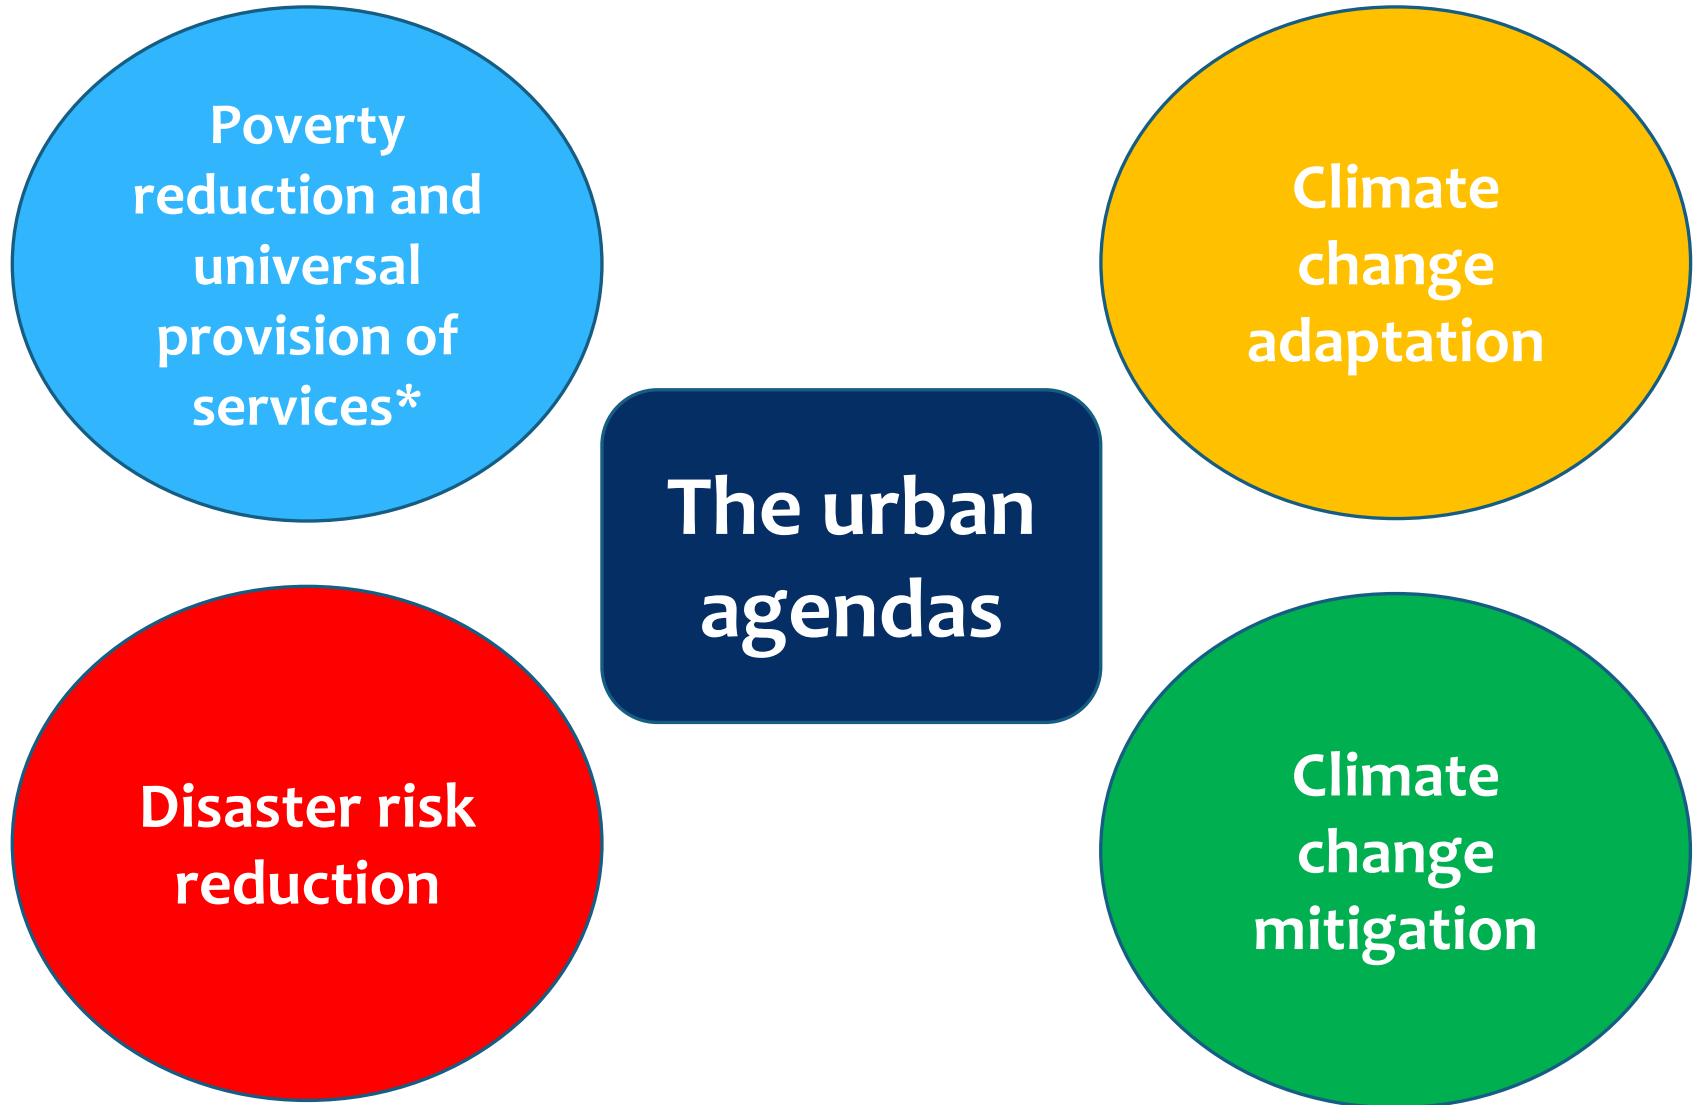 Poverty
reduction and
universal
provision of
services*
Climate
change
adaptation
The urban
agendas
Disaster risk
reduction
Climate
change
mitigation